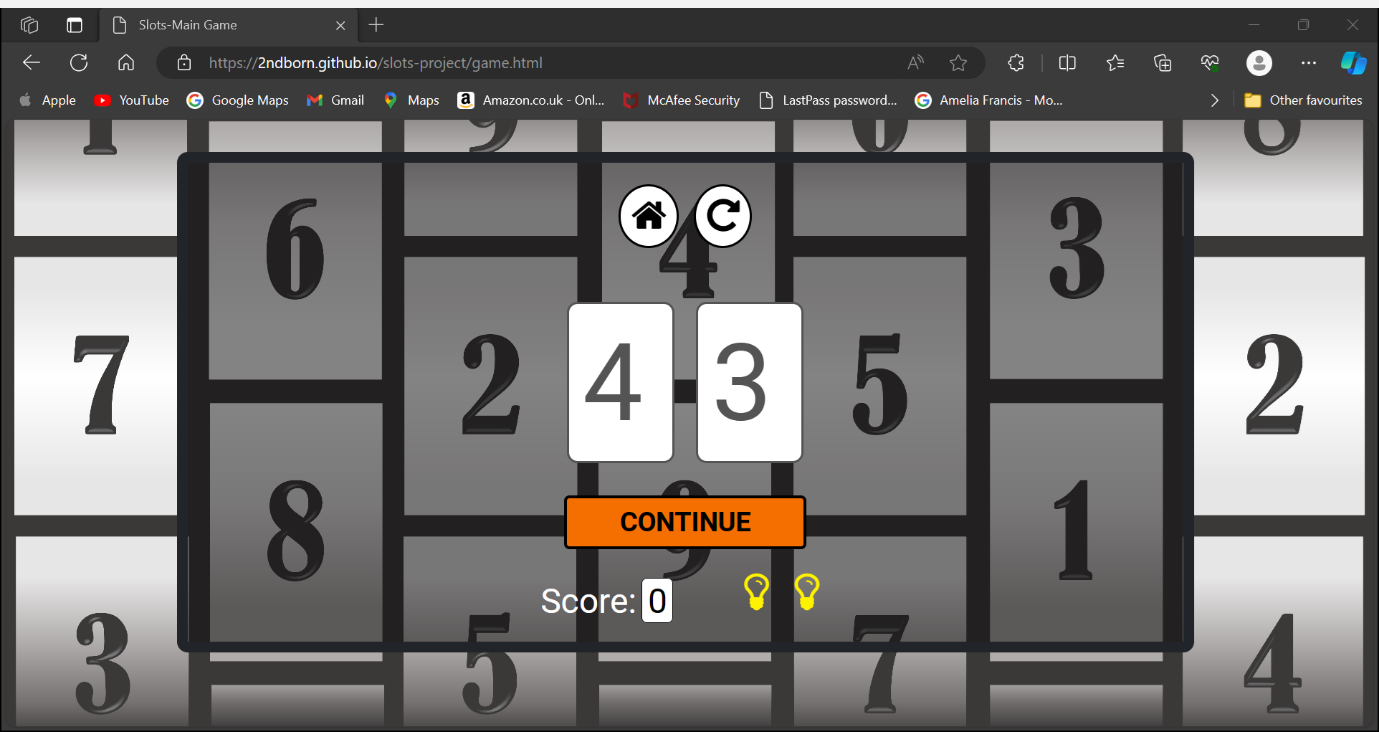 Slots-Main Game
https://2ndborn.github.io/slots-project/game.html
Apple YouTube Google Maps Gmail Maps Amazon.co.uk - Onl... McAfee Security LastPass password... Amelia Francis - Mo... Other favourites
1 9 0 8
6 4 3
7 2 5 2
4 3
8 9 1
CONTINUE
Score: 0
3 5 7 4